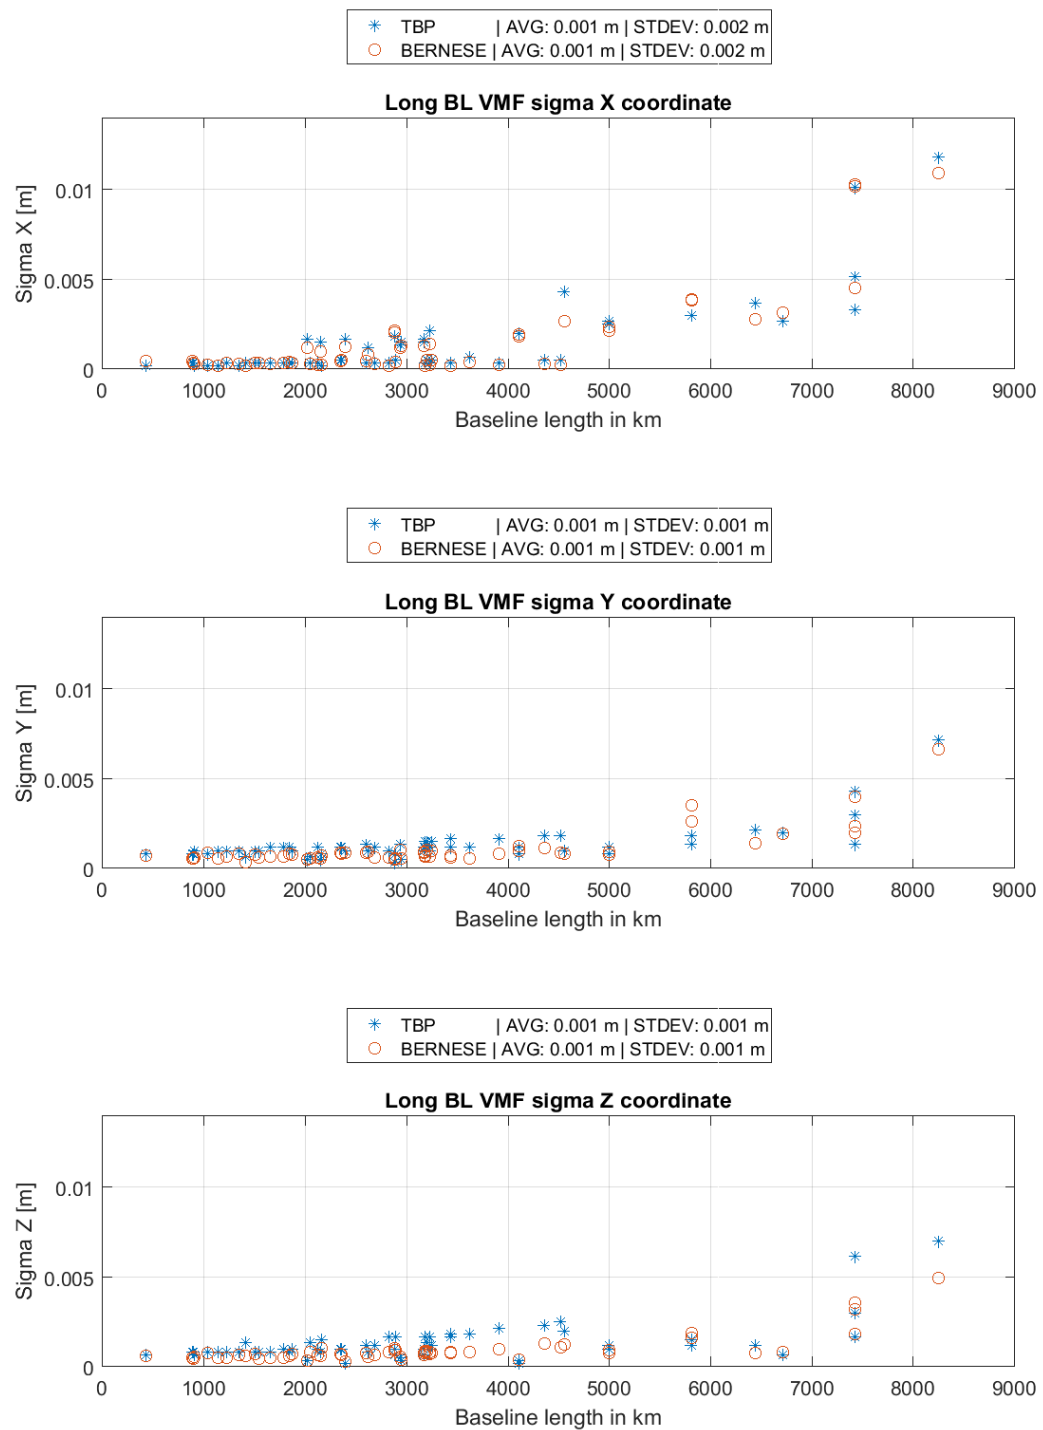 TBP | AVG: 0.001 m | STDEV: 0.002 m
BERNESE | AVG: 0.001 m | STDEV: 0.002 m
Long BL VMF sigma X coordinate
Sigma X [m]
0.01
0.005
0
0 1000 2000 3000 4000 5000 6000 7000 8000 9000
Baseline length in km
TBP | AVG: 0.001 m | STDEV: 0.001 m
BERNESE | AVG: 0.001 m | STDEV: 0.001 m
Long BL VMF sigma Y coordinate
Sigma Y [m]
0.01
0.005
0
0 1000 2000 3000 4000 5000 6000 7000 8000 9000
Baseline length in km
TBP | AVG: 0.001 m | STDEV: 0.001 m
BERNESE | AVG: 0.001 m | STDEV: 0.001 m
Long BL VMF sigma Z coordinate
Sigma Z [m]
0.01
0.005
0
0 1000 2000 3000 4000 5000 6000 7000 8000 9000
Baseline length in km